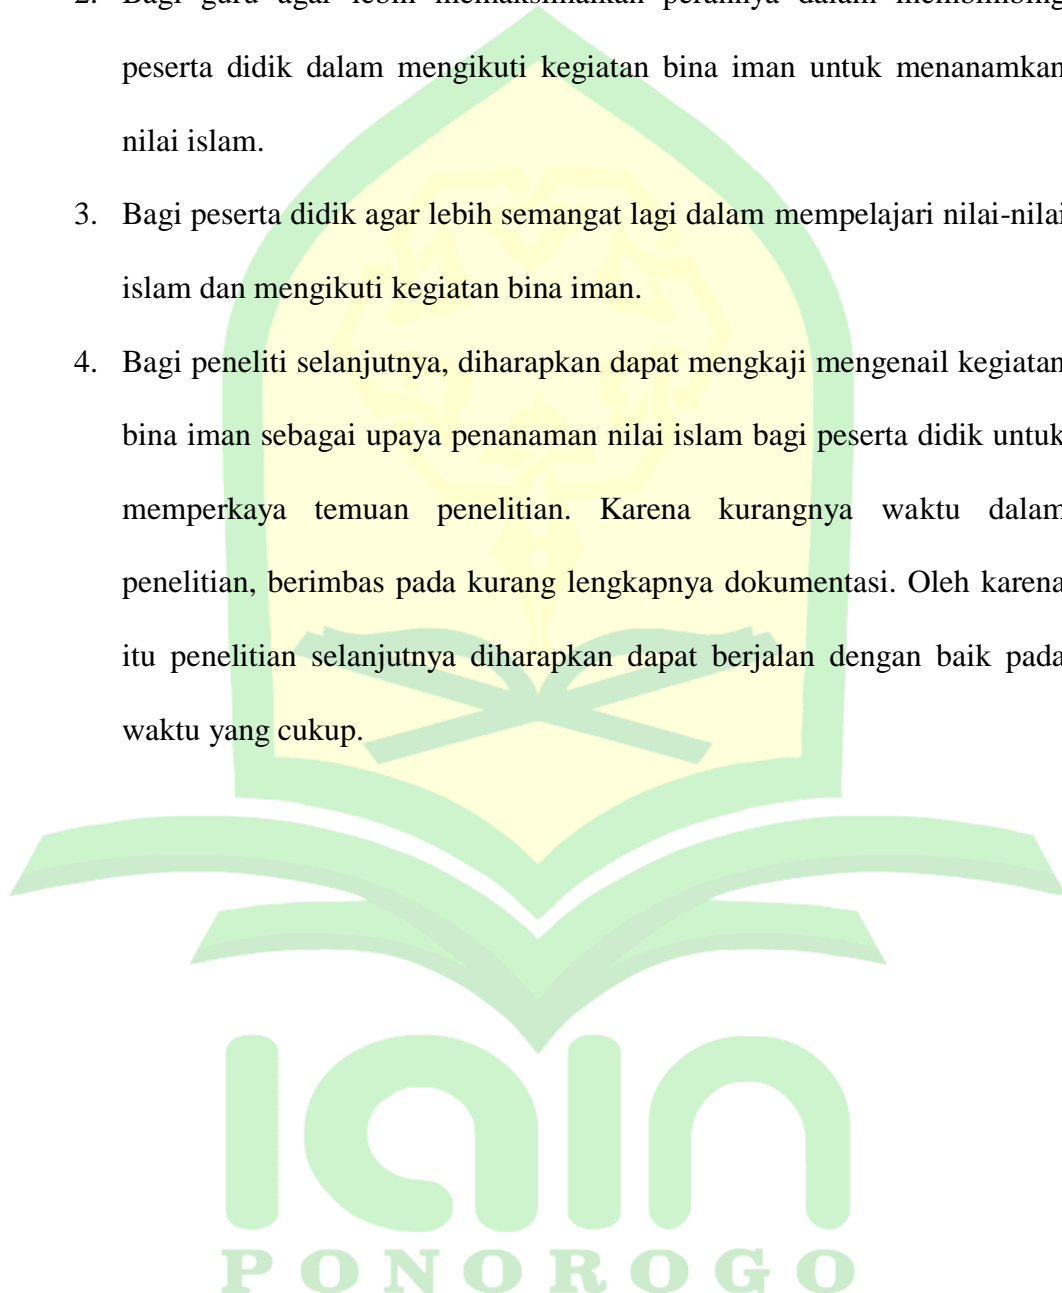 2. Bagi guru agar lebih memaksimalkan perannya dalam membimbing
peserta didik dalam mengikuti kegiatan bina iman untuk menanamkan
nilai islam.
3. Bagi peserta didik agar lebih semangat lagi dalam mempelajari nilai-nilai
islam dan mengikuti kegiatan bina iman.
4. Bagi peneliti selanjutnya, diharapkan dapat mengkaji mengenail kegiatan
bina iman sebagai upaya penanaman nilai islam bagi peserta didik untuk
memperkaya temuan penelitian. Karena kurangnya waktu dalam
penelitian, berimbas pada kurang lengkapnya dokumentasi. Oleh karena
itu penelitian selanjutnya diharapkan dapat berjalan dengan baik pada
waktu yang cukup.
IAIN
PONOROGO